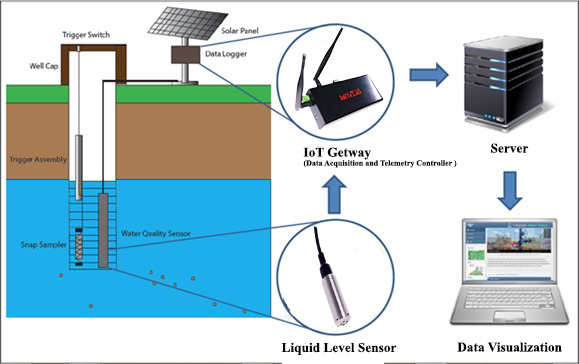 Solar Panel
Trigger Switch
Data Logger
Well Cap
IoT Getway
(Data Acquisition and Telemetry Controller )
Server
Trigger Assembly
Snap Sampler
Water Quality Sensor
Liquid Level Sensor
Data Visualization